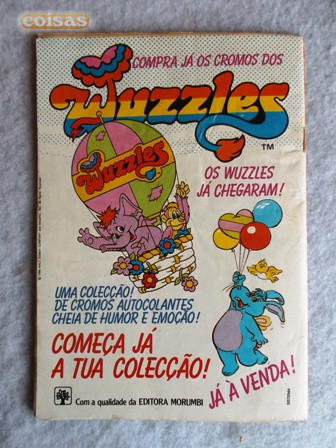 coisas
COMPRA JÁ OS CROMOS DOS
Wuzzles
TM
Wuzzles
OS WUZZLES
JÁ CHEGARAM!
UMA COLECÇÃO!
DE CROMOS AUTOCOLANTES
CHEIA DE HUMOR E EMOÇÃO!
COMEÇA JÁ
A TUA COLECÇÃO!
JÁ À VENDA!
Com a qualidade da EDITORA MORUMBI